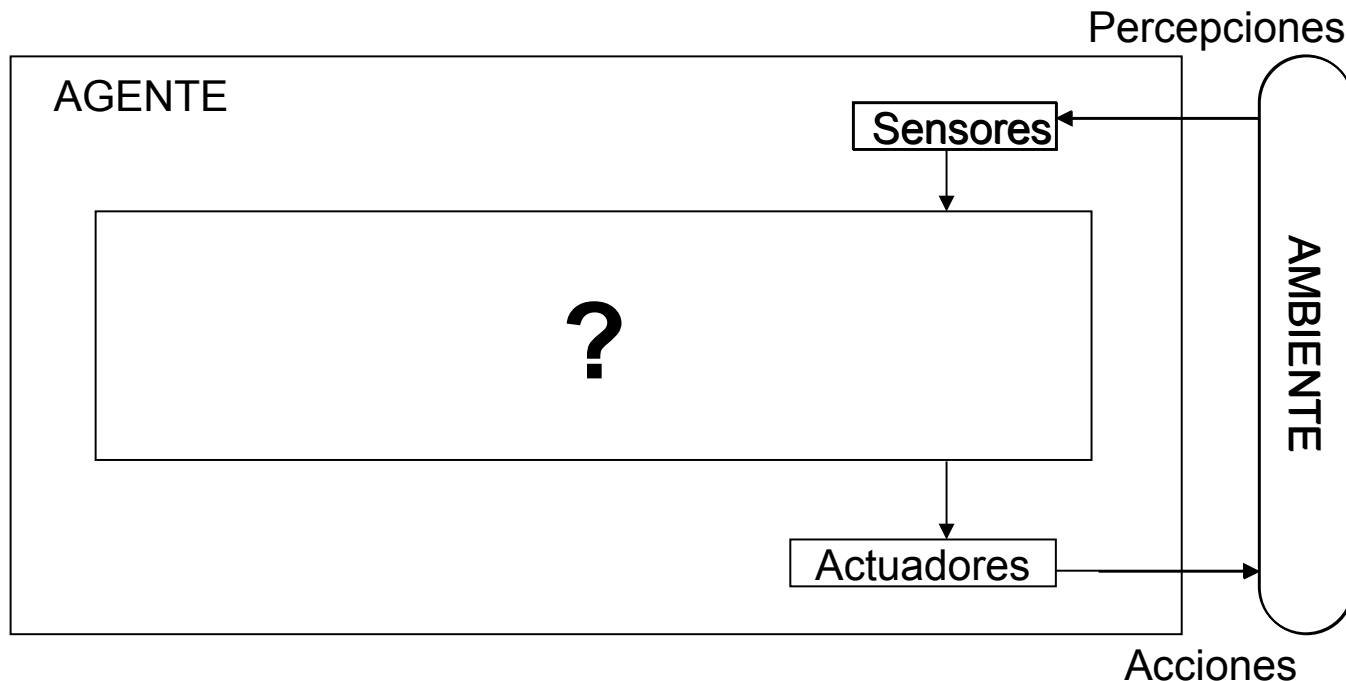 Percepciones
AGENTE
Sensores
?
AMBIENTE
Actuadores
Acciones